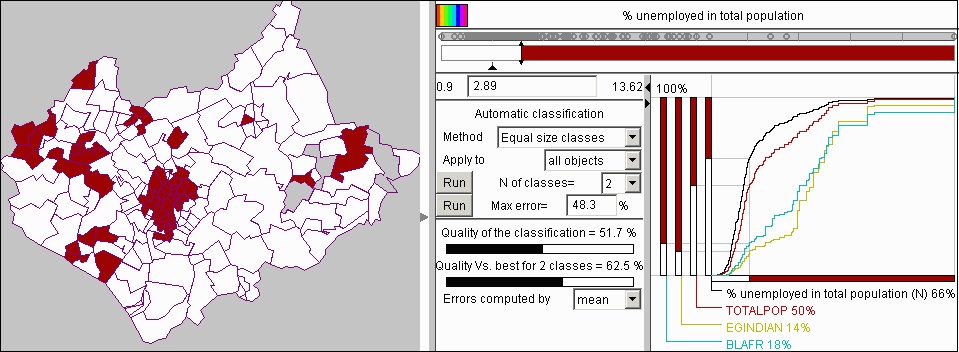 % unemployed in total population
0.9 2.89 13.62
100%
Automatic classification
Method Equal size classes
Apply to all objects
Run N of classes= 2
Run Max error= 48.3 %
Quality of the classification = 51.7 %
Quality Vs. best for 2 classes = 62.5 %
Errors computed by mean
% unemployed in total population (N) 66%
TOTALPOP 50%
EGINDIAN 14%
BLAFR 18%